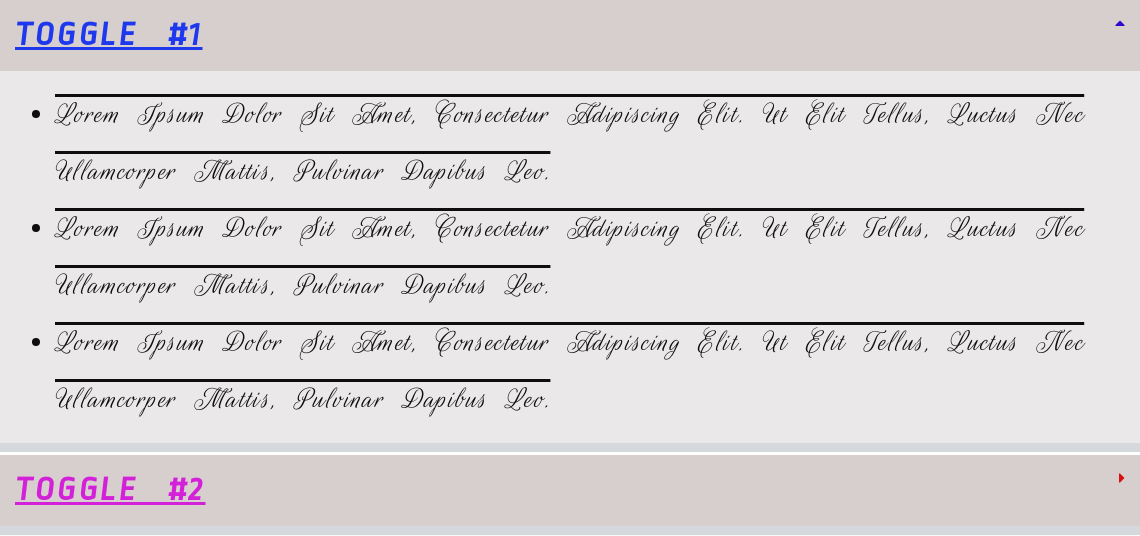 TOGGLE #1
Lorem Ipsum Dolor Sit Amet, Consectetur Adipiscing Elit. Ut Elit Tellus, Luctus Nec
Ullamcorper Mattis, Pulvinar Dapibus Leo.
Lorem Ipsum Dolor Sit Amet, Consectetur Adipiscing Elit. Ut Elit Tellus, Luctus Nec
Ullamcorper Mattis, Pulvinar Dapibus Leo.
Lorem Ipsum Dolor Sit Amet, Consectetur Adipiscing Elit. Ut Elit Tellus, Luctus Nec
Ullamcorper Mattis, Pulvinar Dapibus Leo.
TOGGLE #2